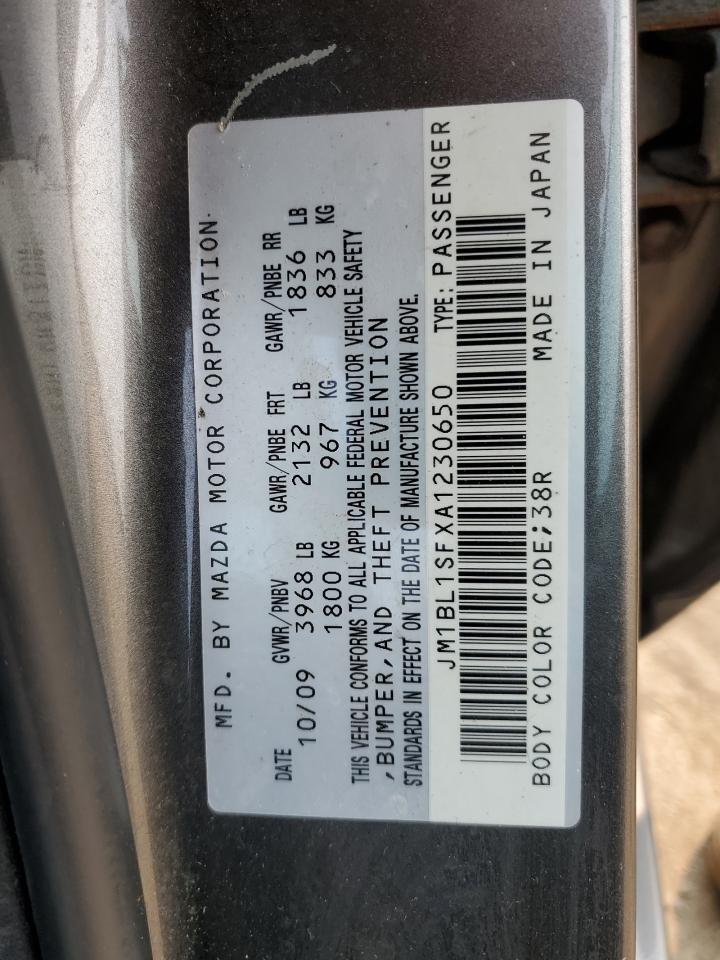 MFD. BY MAZDA MOTOR CORPORATION
DATE GVWR/PNBV GAWR/PNBE FRT GAWR/PNBE RR
10/09 3968 LB 2132 LB 1836 LB
1800 KG 967 KG 833 KG
THIS VEHICLE CONFORMS TO ALL APPLICABLE FEDERAL MOTOR VEHICLE SAFETY
,BUMPER,AND THEFT PREVENTION
STANDARDS IN EFFECT ON THE DATE OF MANUFACTURE SHOWN ABOVE.
JM1BL1SFXA1230650 TYPE: PASSENGER
BODY COLOR CODE;38R MADE IN JAPAN